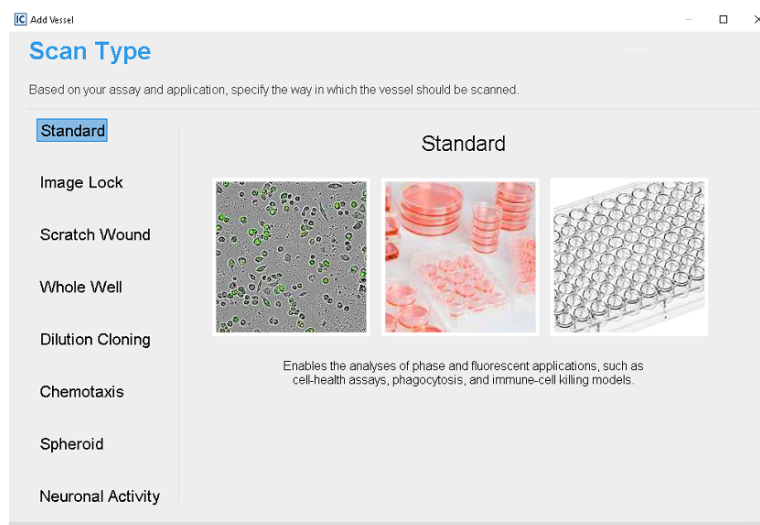 IC Add Vessel
Scan Type
Based on your assay and application, specify the way in which the vessel should be scanned.
Standard
Image Lock
Scratch Wound
Whole Well
Dilution Cloning
Chemotaxis
Spheroid
Neuronal Activity
Standard
Enables the analyses of phase and fluorescent applications, such as
cell-health assays, phagocytosis, and immune-cell killing models.